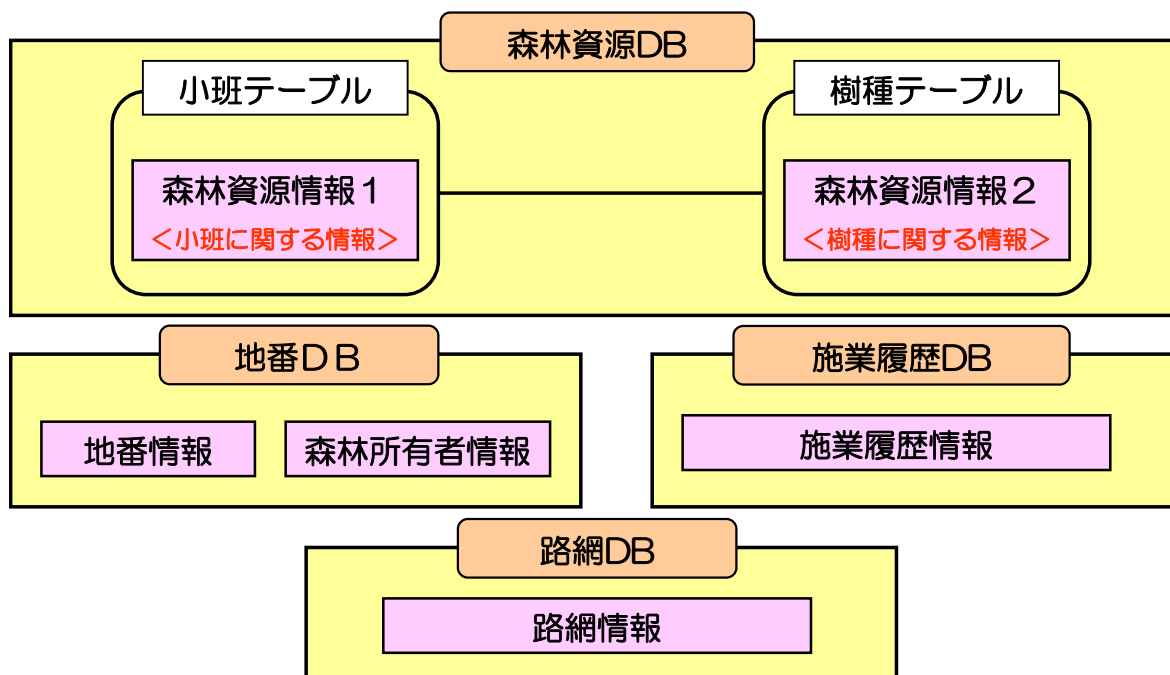 森林資源DB
小班テーブル
樹種テーブル
森林資源情報１
＜小班に関する情報＞
森林資源情報２
＜樹種に関する情報＞
地番ＤＢ
施業履歴DB
地番情報
森林所有者情報
施業履歴情報
路網DB
路網情報